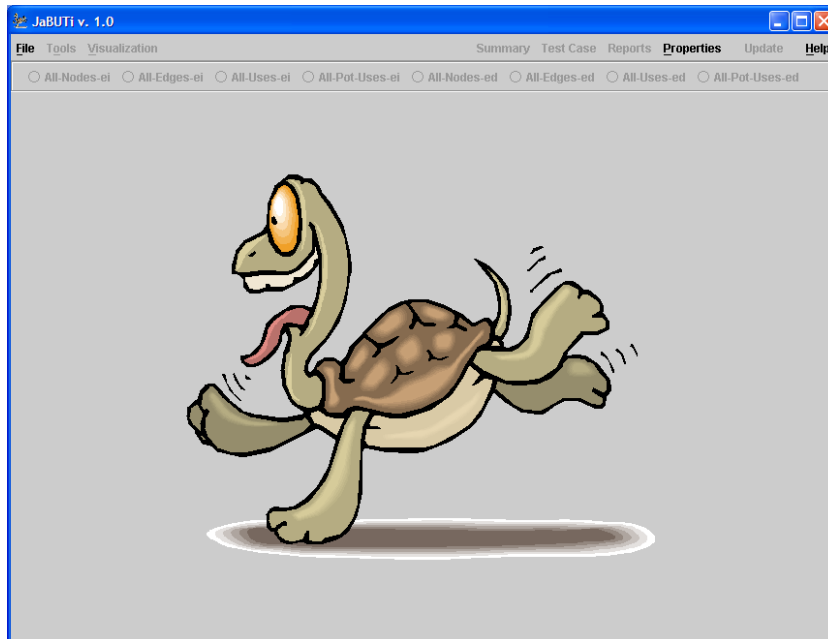 JaBUTi v. 1.0
File Tools Visualization Summary Test Case Reports Properties Update Help
All-Nodes-ei All-Edges-ei All-Uses-ei All-Pot-Uses-ei All-Nodes-ed All-Edges-ed All-Uses-ed All-Pot-Uses-ed